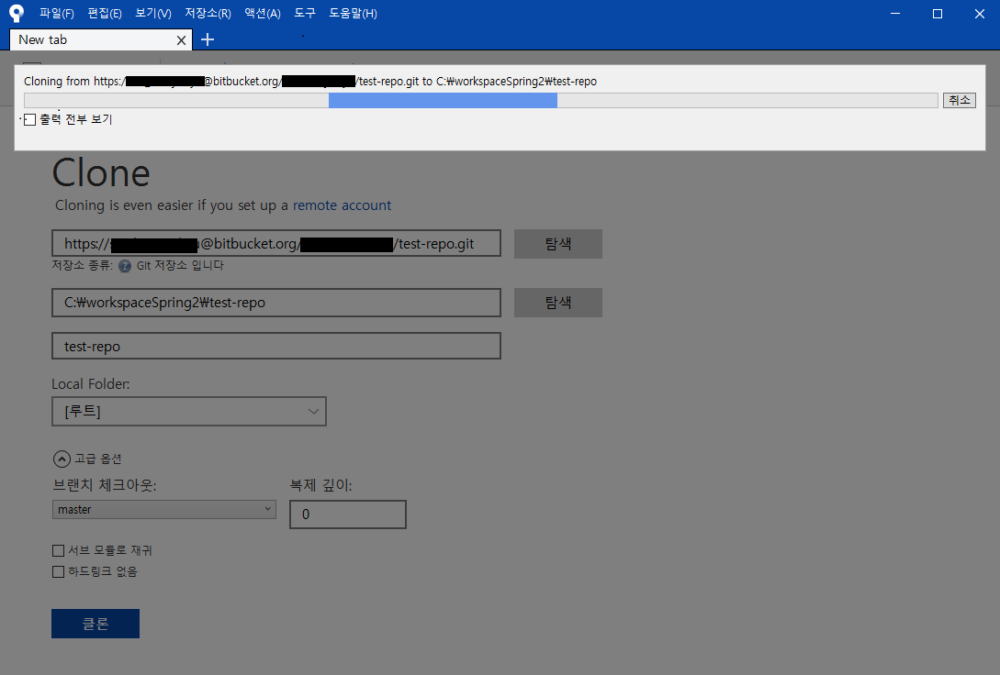 파일(F) 편집(E) 보기(V) 저장소(R) 액션(A) 도구 도움말(H)
New tab
Cloning from https:/ @bitbucket.org/ /test-repo.git to C:₩workspaceSpring2₩test-repo
취소
출력 전부 보기
Clone
Cloning is even easier if you set up a remote account
https:// @bitbucket.org/ /test-repo.git
탐색
저장소 종류: ? Git 저장소 입니다
C:₩workspaceSpring2₩test-repo
탐색
test-repo
Local Folder:
[루트]
고급 옵션
브랜치 체크아웃: 복제 깊이:
master 0
서브 모듈로 재귀
하드링크 없음
클론